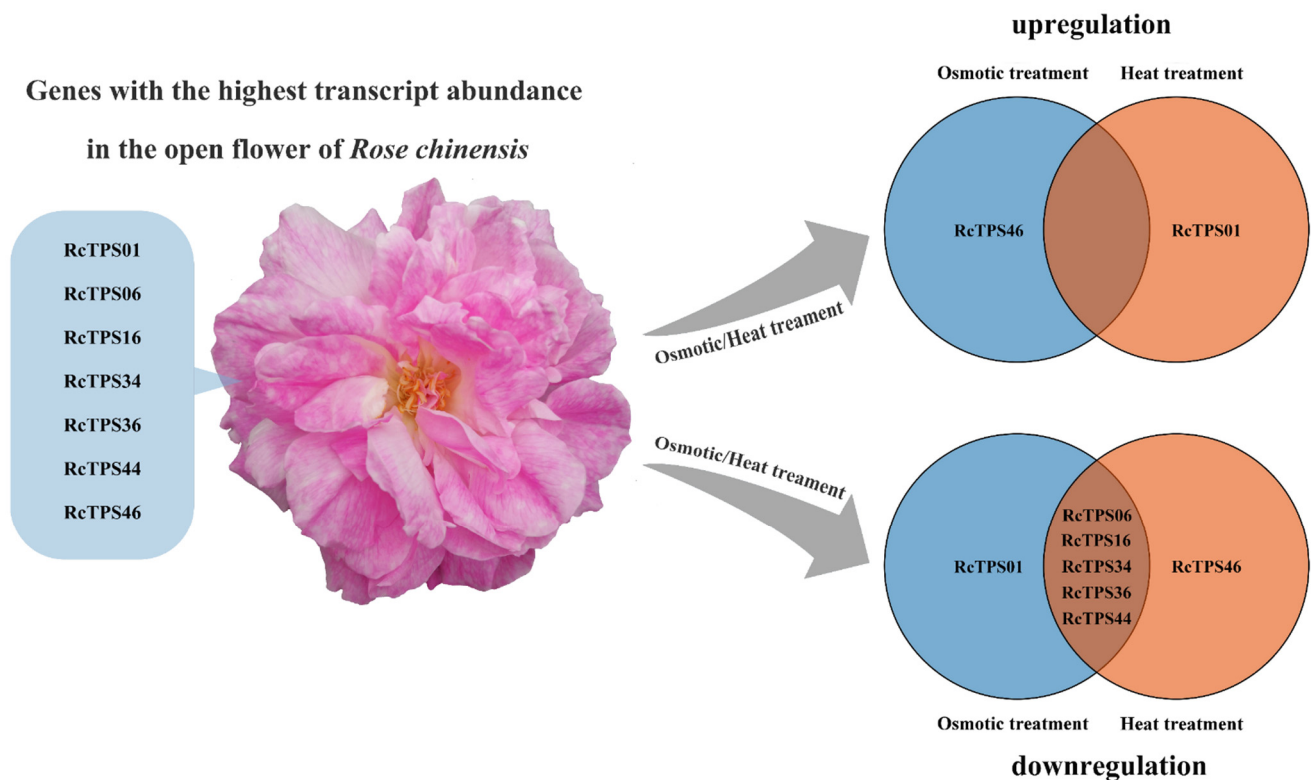 Genes with the highest transcript abundance
in the open flower of Rose chinensis
RcTPS01
RcTPS06
RcTPS16
RcTPS34
RcTPS36
RcTPS44
RcTPS46
Osmotic/Heat treament
Osmotic/Heat treament
upregulation
Osmotic treatment
Heat treatment
RcTPS46
RcTPS01
RcTPS01
RcTPS06
RcTPS16
RcTPS34
RcTPS36
RcTPS44
RcTPS46
Osmotic treatment
Heat treatment
downregulation